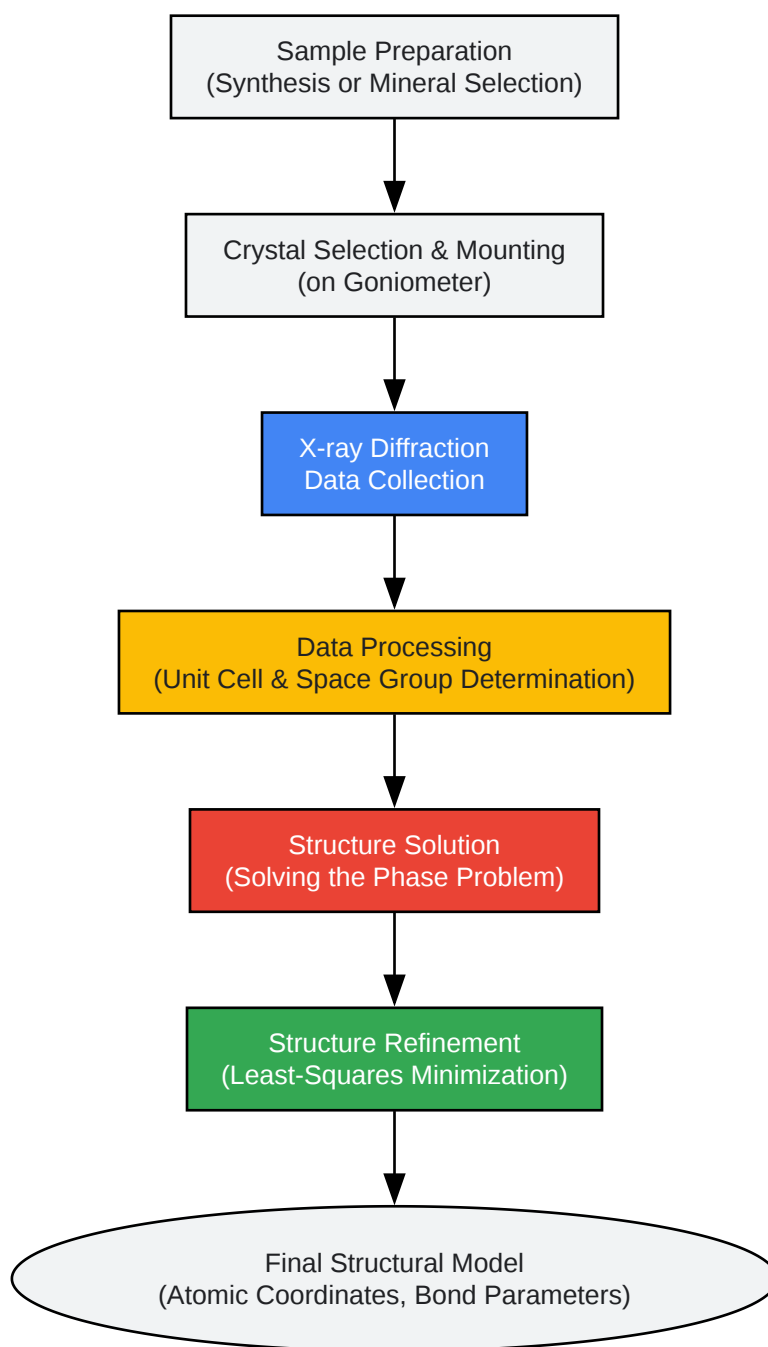 Sample Preparation
(Synthesis or Mineral Selection)
Crystal Selection & Mounting
(on Goniometer)
X-ray Diffraction
Data Collection
Data Processing
(Unit Cell & Space Group Determination)
Structure Solution
(Solving the Phase Problem)
Structure Refinement
(Least-Squares Minimization)
Final Structural Model
(Atomic Coordinates, Bond Parameters)